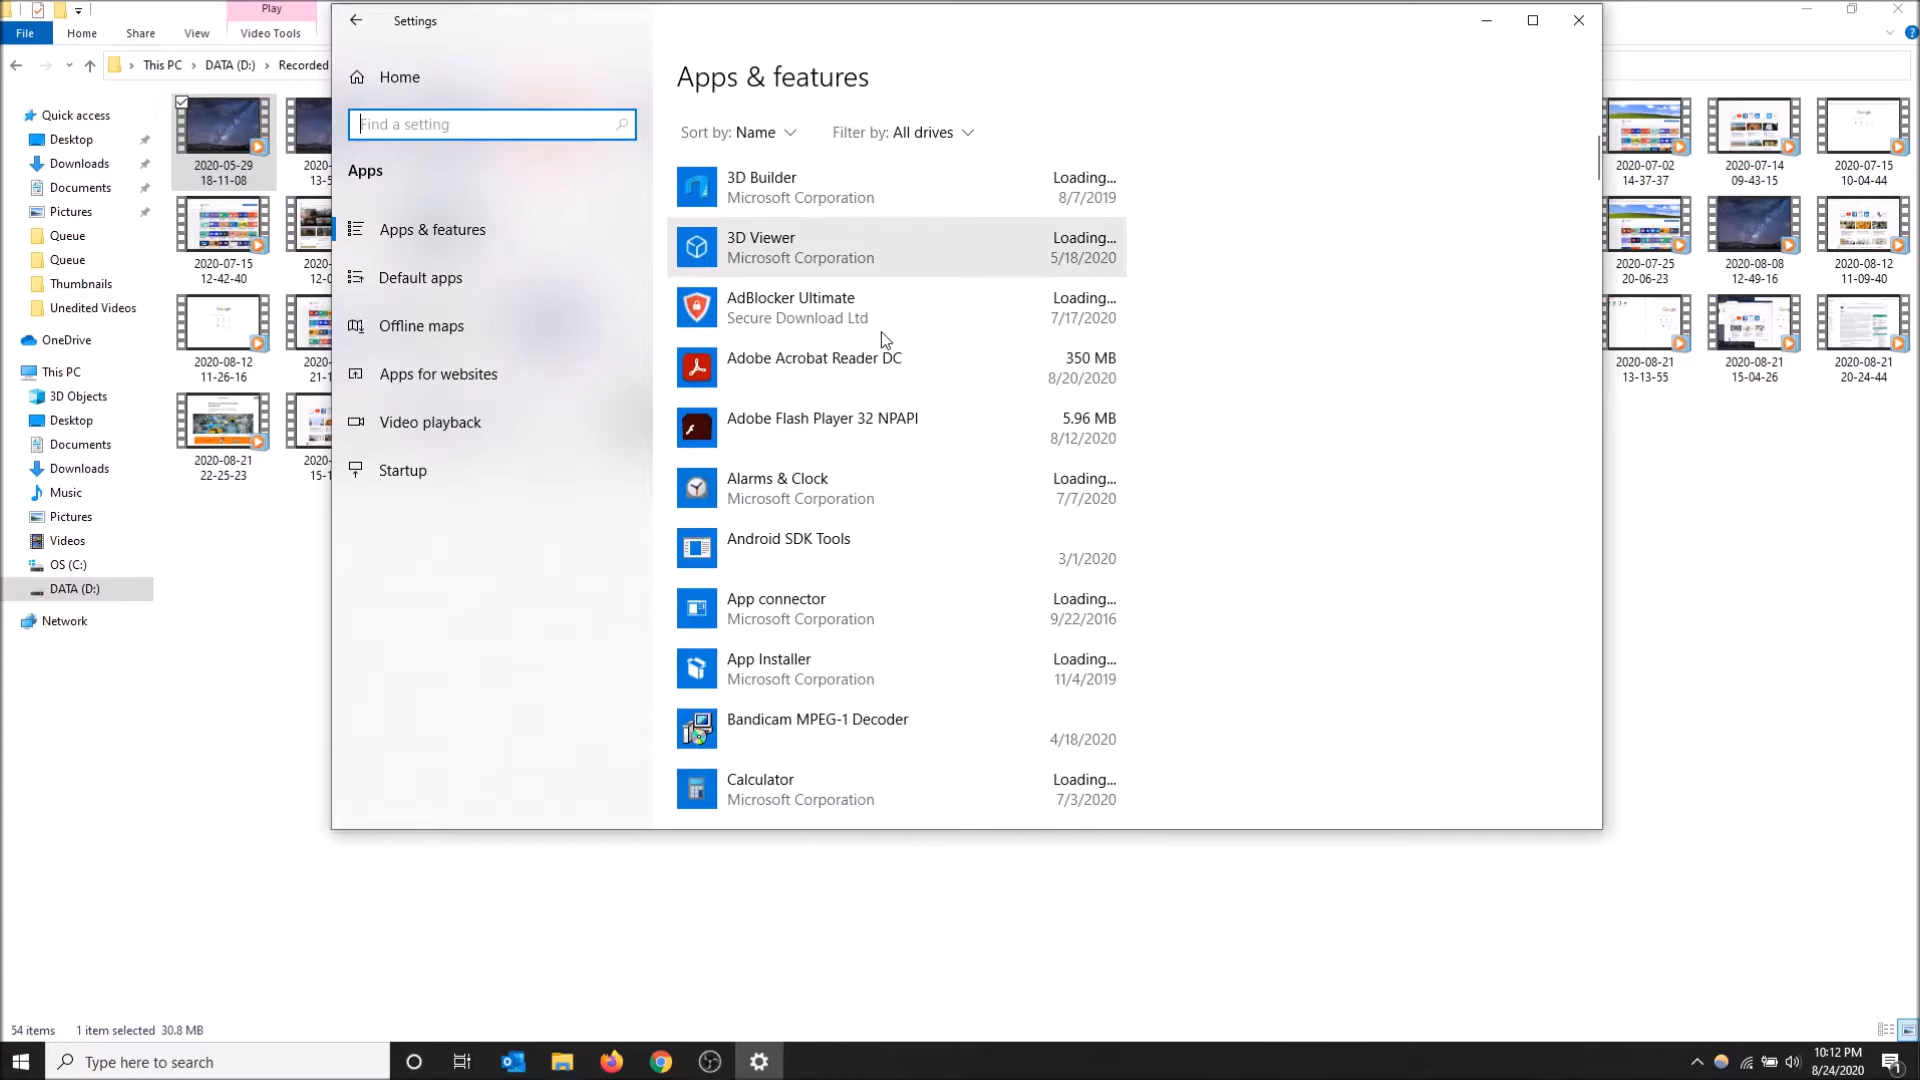 Play
File
Home
Share
View
Video Tools
This PC
DATA (D:)
Recorded
Quick access
Desktop
Downloads
Documents
Pictures
Queue
Queue
Thumbnails
Unedited Videos
OneDrive
This PC
3D Objects
Desktop
Documents
Downloads
Music
Pictures
Videos
OS (C:)
DATA (D:)
Network
2020-05-29
18-11-08
2020-
13-5
2020-07-15
12-42-40
2020-
12-0
2020-08-12
11-26-16
2020-
21-1
2020-08-21
22-25-23
2020-
15-1
Settings
Home
Find a setting
Apps
Apps & features
Default apps
Offline maps
Apps for websites
Video playback
Startup
Apps & features
Sort by: Name
Filter by: All drives
3D Builder Loading...
Microsoft Corporation 8/7/2019
3D Viewer Loading...
Microsoft Corporation 5/18/2020
AdBlocker Ultimate Loading...
Secure Download Ltd 7/17/2020
Adobe Acrobat Reader DC 350 MB
8/20/2020
Adobe Flash Player 32 NPAPI 5.96 MB
8/12/2020
Alarms & Clock Loading...
Microsoft Corporation 7/7/2020
Android SDK Tools
3/1/2020
App connector Loading...
Microsoft Corporation 9/22/2016
App Installer Loading...
Microsoft Corporation 11/4/2019
Bandicam MPEG-1 Decoder
4/18/2020
Calculator Loading...
Microsoft Corporation 7/3/2020
2020-07-02
14-37-37
2020-07-14
09-43-15
2020-07-15
10-04-44
2020-07-25
20-06-23
2020-08-08
12-49-16
2020-08-12
11-09-40
2020-08-21
13-13-55
2020-08-21
15-04-26
2020-08-21
20-24-44
54 items 1 item selected 30.8 MB
Type here to search
10:12 PM
8/24/2020
1